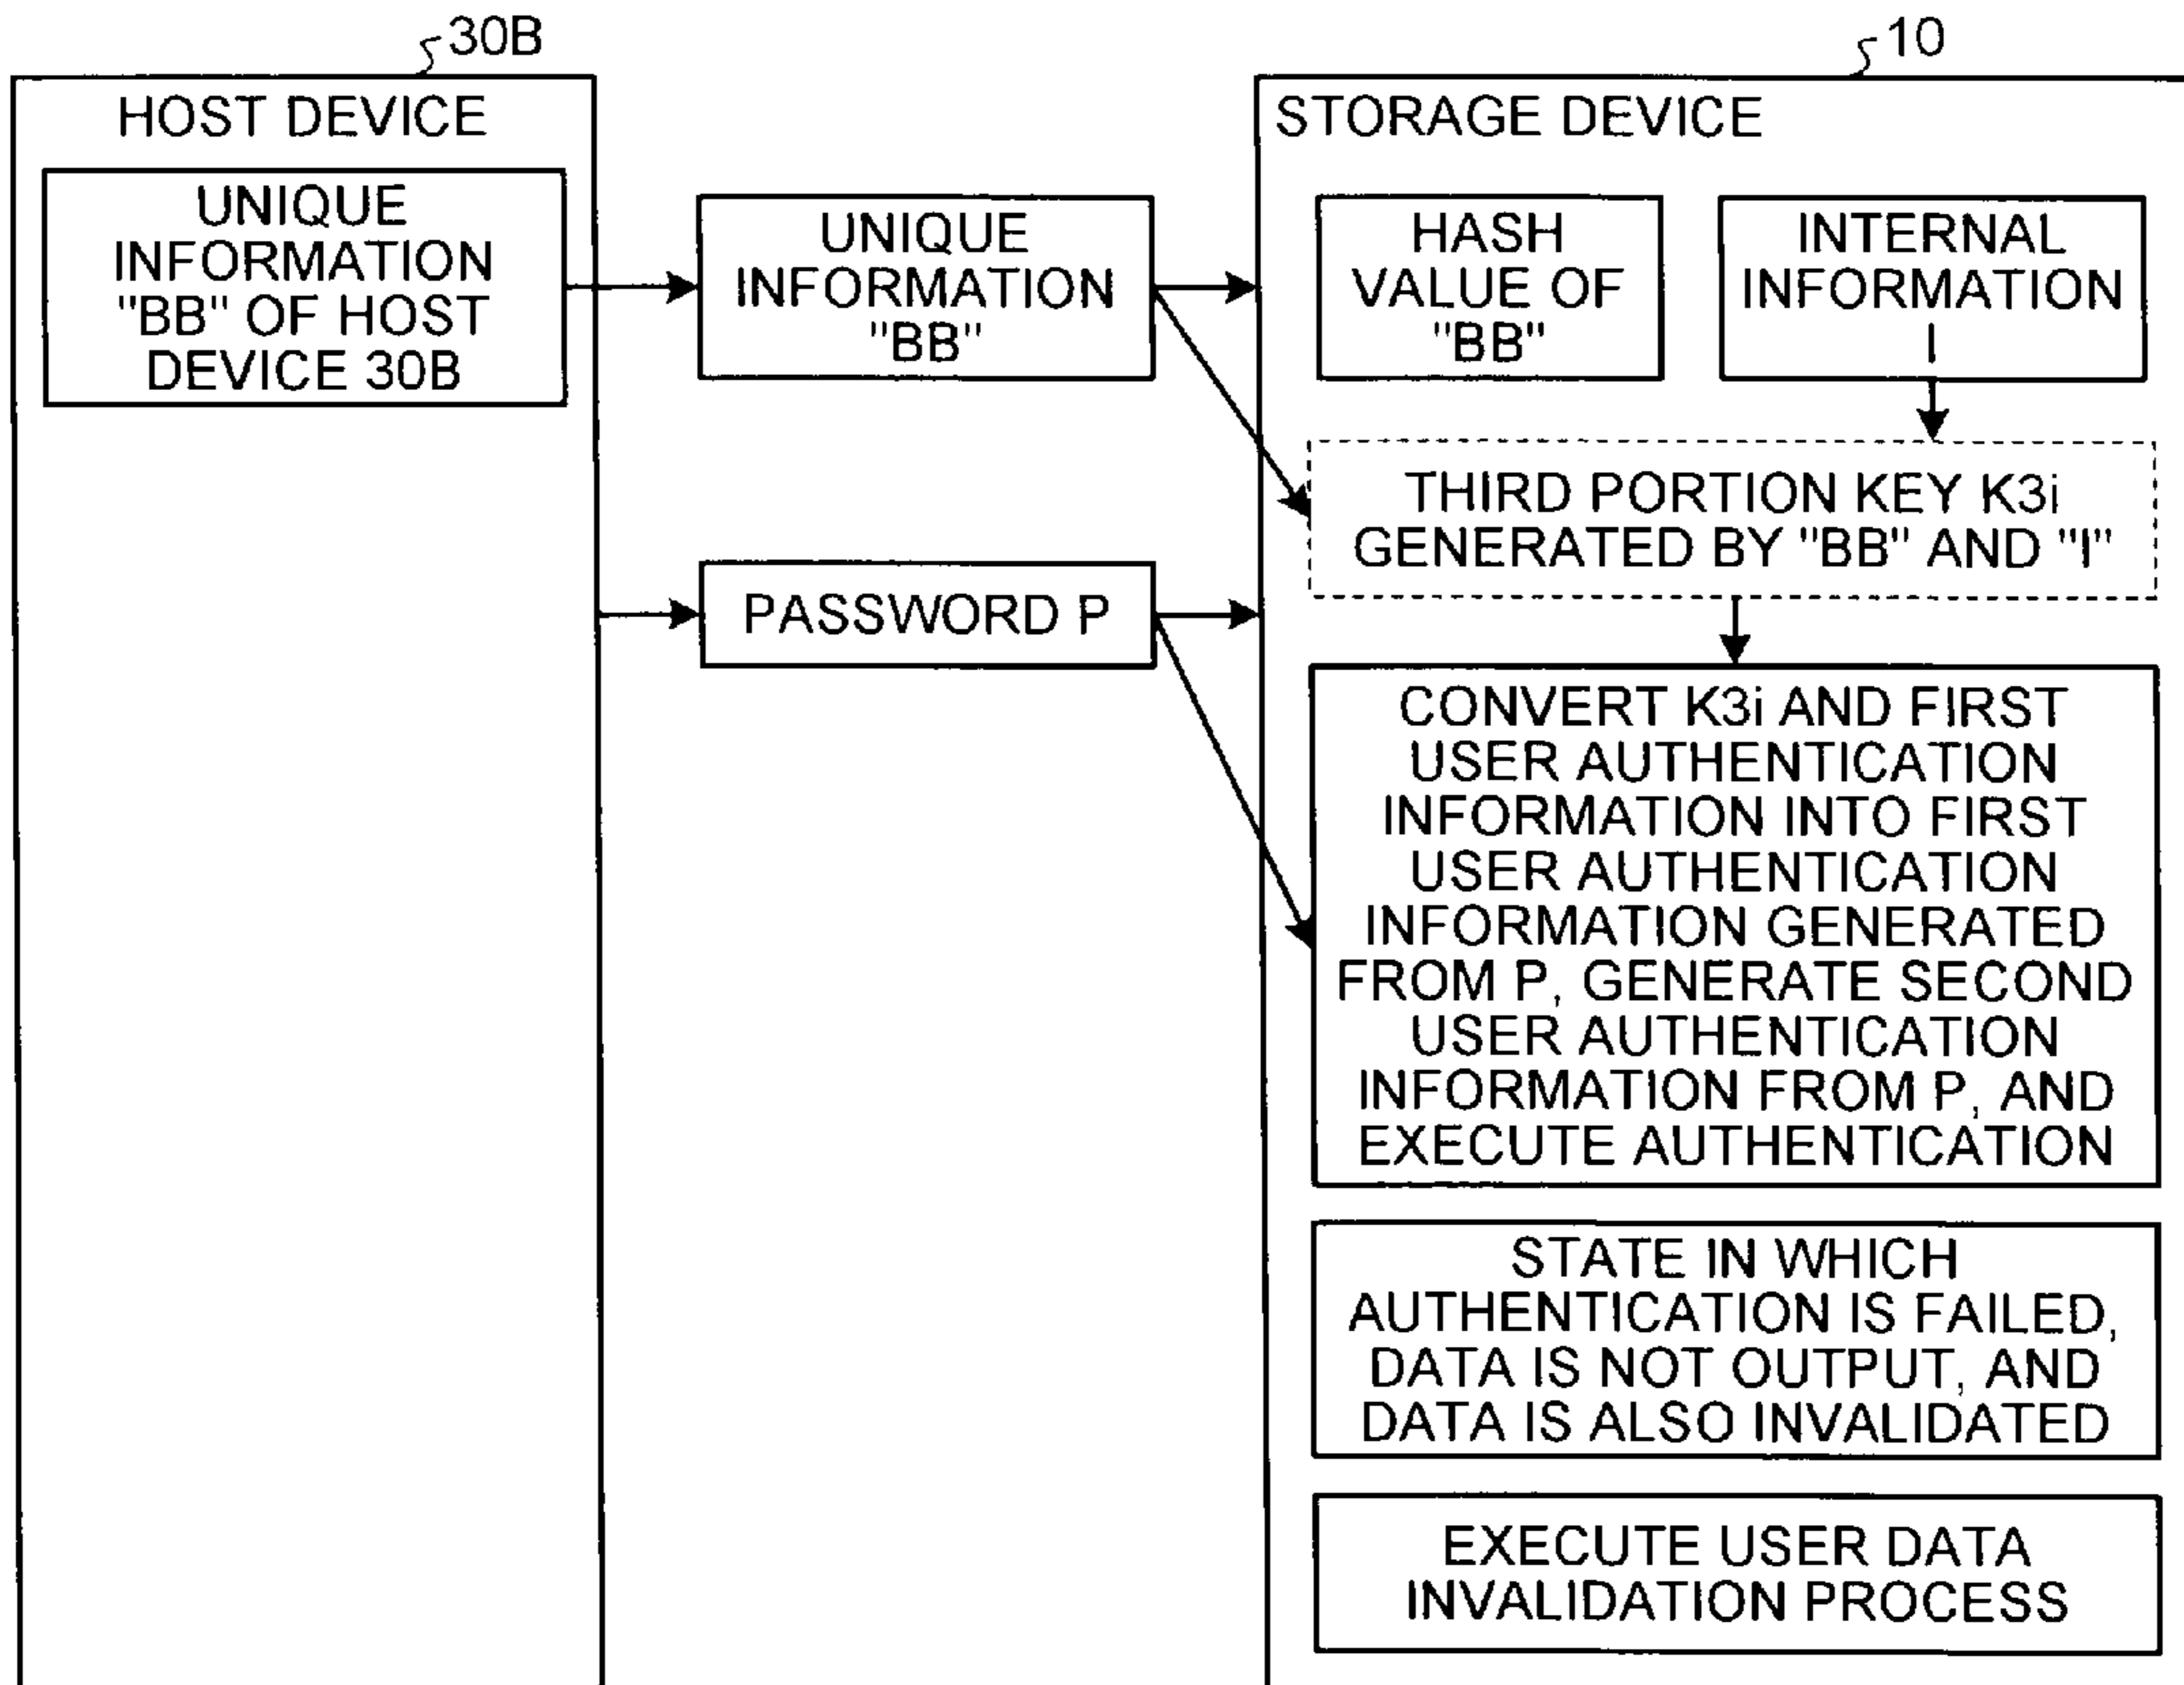 30B
10
HOST DEVICE
UNIQUE
INFORMATION
"BB" OF HOST
DEVICE 30B
UNIQUE
INFORMATION
"BB"
PASSWORD P
STORAGE DEVICE
HASH
VALUE OF
"BB"
INTERNAL
INFORMATION
I
THIRD PORTION KEY K3i
GENERATED BY "BB" AND "I"
CONVERT K3i AND FIRST
USER AUTHENTICATION
INFORMATION INTO FIRST
USER AUTHENTICATION
INFORMATION GENERATED
FROM P, GENERATE SECOND
USER AUTHENTICATION
INFORMATION FROM P, AND
EXECUTE AUTHENTICATION
STATE IN WHICH
AUTHENTICATION IS FAILED,
DATA IS NOT OUTPUT, AND
DATA IS ALSO INVALIDATED
EXECUTE USER DATA
INVALIDATION PROCESS